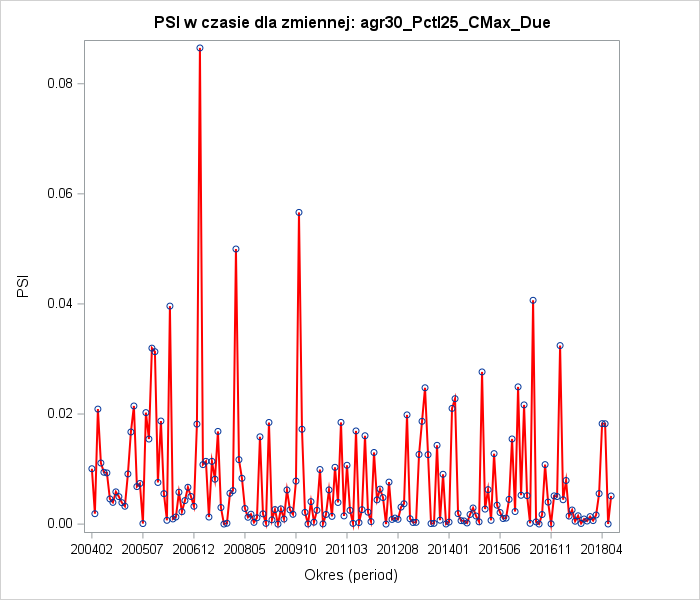 PSI w czasie dla zmiennej: agr30_Pctl25_CMax_Due
0.08
0.06
0.04
0.02
0.00
PSI
200402 200507 200612 200805 200910 201103 201208 201401 201506 201611 201804
Okres (period)